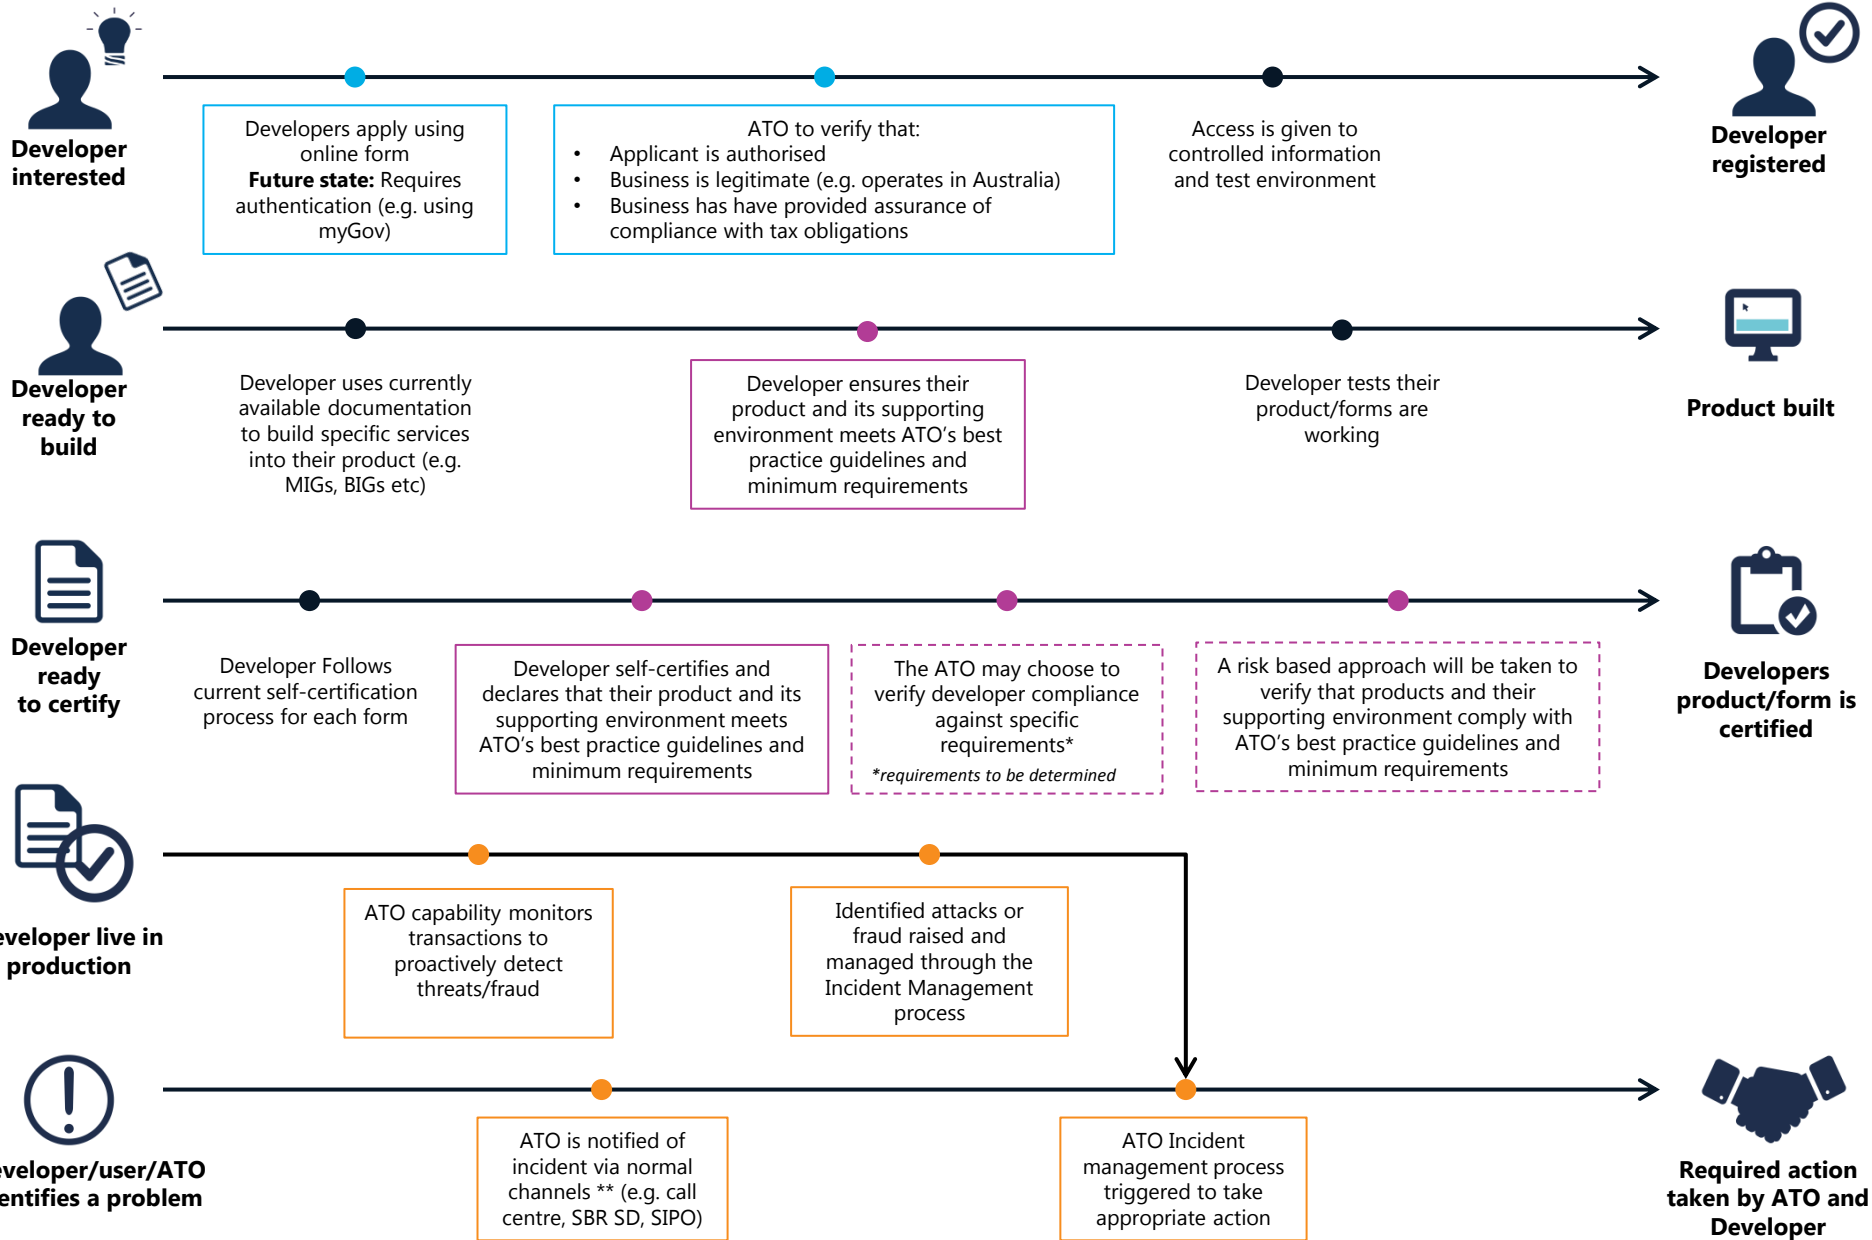 Developer
interested
Developers apply using
online form
Future state: Requires
authentication (e.g. using
myGov)
ATO to verify that:
• Applicant is authorised
• Business is legitimate (e.g. operates in Australia)
• Business has have provided assurance of
compliance with tax obligations
Access is given to
controlled information
and test environment
Developer
registered
Developer
ready to
build
Developer uses currently
available documentation
to build specific services
into their product (e.g.
MIGs, BIGs etc)
Developer ensures their
product and its supporting
environment meets ATO’s best
practice guidelines and
minimum requirements
Developer tests their
product/forms are
working
Product built
Developer
ready
to certify
Developer Follows
current self-certification
process for each form
Developer self-certifies and
declares that their product and its
supporting environment meets
ATO’s best practice guidelines and
minimum requirements
The ATO may choose to
verify developer compliance
against specific
requirements*
*requirements to be determined
A risk based approach will be taken to
verify that products and their
supporting environment comply with
ATO’s best practice guidelines and
minimum requirements
Developers
product/form is
certified
eveloper live in
production
ATO capability monitors
transactions to
proactively detect
threats/fraud
Identified attacks or
fraud raised and
managed through the
Incident Management
process
eveloper/user/ATO
entifies a problem
ATO is notified of
incident via normal
channels ** (e.g. call
centre, SBR SD, SIPO)
ATO Incident
management process
triggered to take
appropriate action
Required action
taken by ATO and
Developer